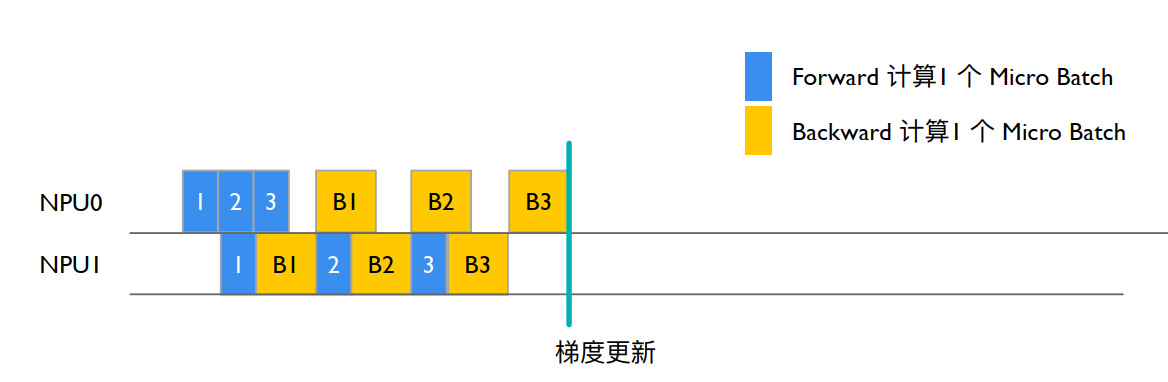 Forward 计算1 个 Micro Batch
Backward 计算1 个 Micro Batch
NPU0 1 2 3 B1 B2 B3
NPU1 1 B1 2 B2 3 B3
梯度更新